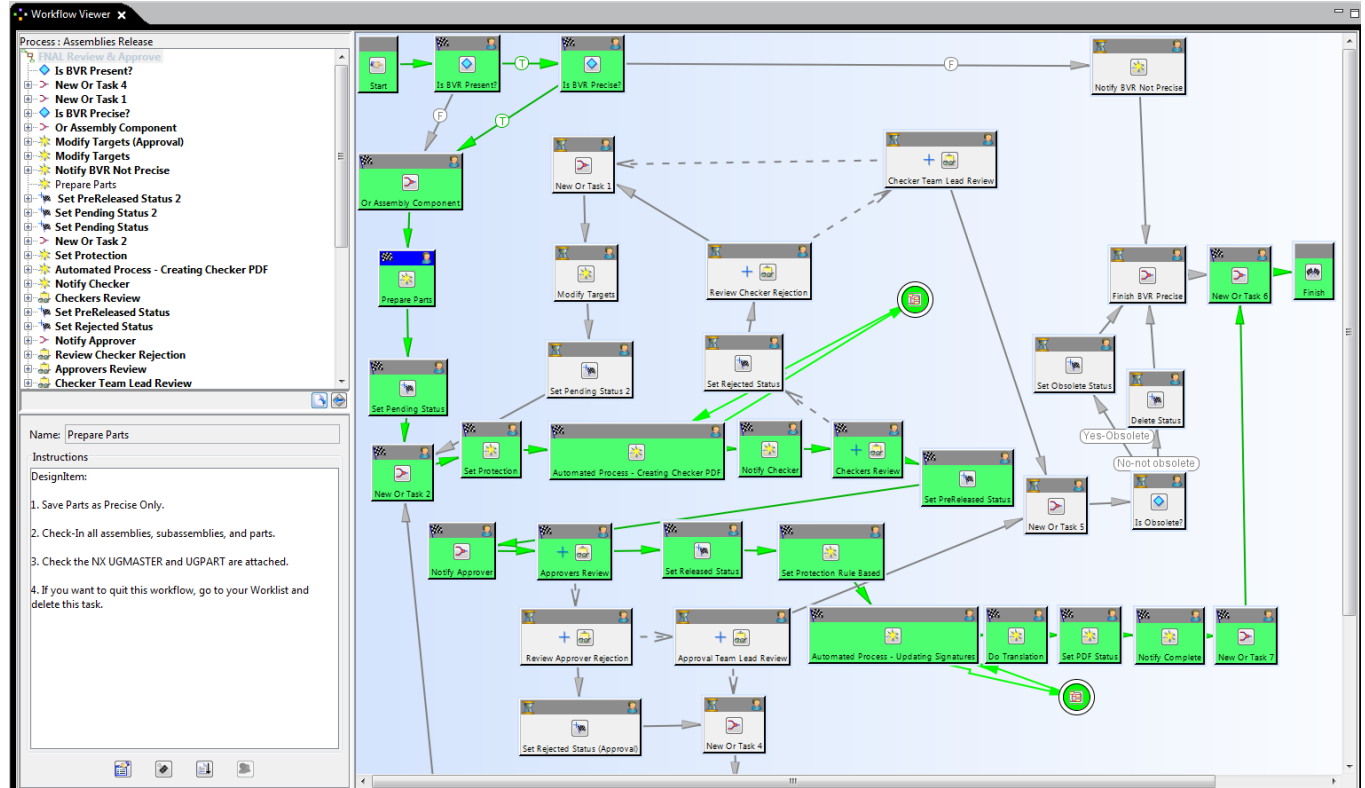 Workflow Viewer
Process : Assemblies Release
FNAL Review & Approve
Is BVR Present?
New Or Task 4
New Or Task 1
Is BVR Precise?
Or Assembly Component
Modify Targets (Approval)
Modify Targets
Notify BVR Not Precise
Prepare Parts
Set PreReleased Status 2
Set Pending Status 2
Set Pending Status
New Or Task 2
Set Protection
Automated Process - Creating Checker PDF
Notify Checker
Checkers Review
Set PreReleased Status
Set Rejected Status
Notify Approver
Review Checker Rejection
Approvers Review
Checker Team Lead Review
Name: Prepare Parts
Instructions
DesignItem:
1. Save Parts as Precise Only.
2. Check-In all assemblies, subassemblies, and parts.
3. Check the NX UGMASTER and UGPART are attached.
4. If you want to quit this workflow, go to your Worklist and
delete this task.
Start
Is BVR Present?
T
Is BVR Precise?
F
Notify BVR Not Precise
F
T
Or Assembly Component
New Or Task 1
Checker Team Lead Review
Prepare Parts
Modify Targets
Review Checker Rejection
Finish BVR Precise
New Or Task 6
Finish
Set Pending Status
Set Pending Status 2
Set Rejected Status
Set Obsolete Status
Delete Status
Yes-Obsolete
No-not obsolete
New Or Task 2
Set Protection
Automated Process - Creating Checker PDF
Notify Checker
Checkers Review
Set PreReleased Status
New Or Task 5
Is Obsolete?
Notify Approver
Approvers Review
Set Released Status
Set Protection Rule Based
Review Approver Rejection
Approval Team Lead Review
Automated Process - Updating Signatures
Do Translation
Set PDF Status
Notify Complete
New Or Task 7
Set Rejected Status (Approval)
New Or Task 4